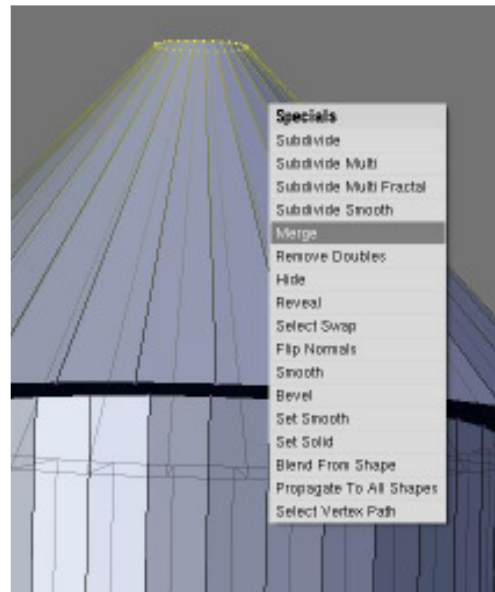 Specials
Subdivide
Subdivide Multi
Subdivide Multi Fractal
Subdivide Smooth
Merge
Remove Doubles
Hide
Reveal
Select Swap
Flip Normals
Smooth
Bevel
Set Smooth
Set Solid
Blend From Shape
Propagate To All Shapes
Select Vertex Path